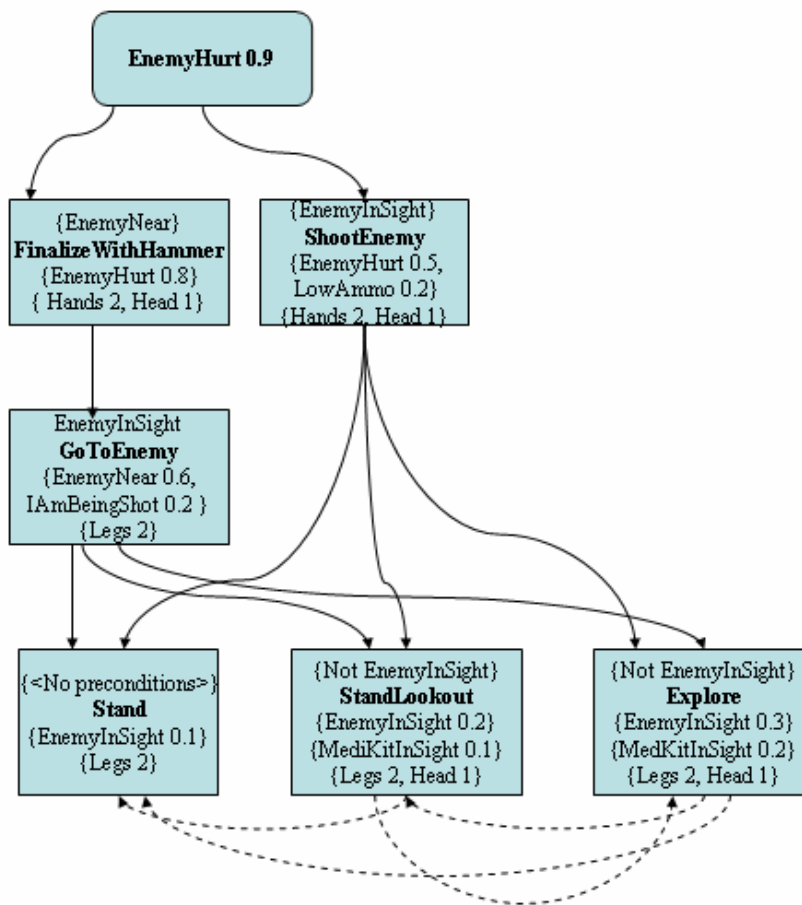 EnemyHurt 0.9
{EnemyNear}
FinalizeWithHammer
{EnemyHurt 0.8}
{ Hands 2, Head 1}
{EnemyInSight}
ShootEnemy
{EnemyHurt 0.5,
LowAmmo 0.2}
{Hands 2, Head 1}
EnemyInSight
GoToEnemy
{EnemyNear 0.6,
IAmBeingShot 0.2 }
{Legs 2}
{<No preconditions>}
Stand
{EnemyInSight 0.1}
{Legs 2}
{Not EnemyInSight}
StandLookout
{EnemyInSight 0.2}
{MediKitInSight 0.1}
{Legs 2, Head 1}
{Not EnemyInSight}
Explore
{EnemyInSight 0.3}
{MedKitInSight 0.2}
{Legs 2, Head 1}